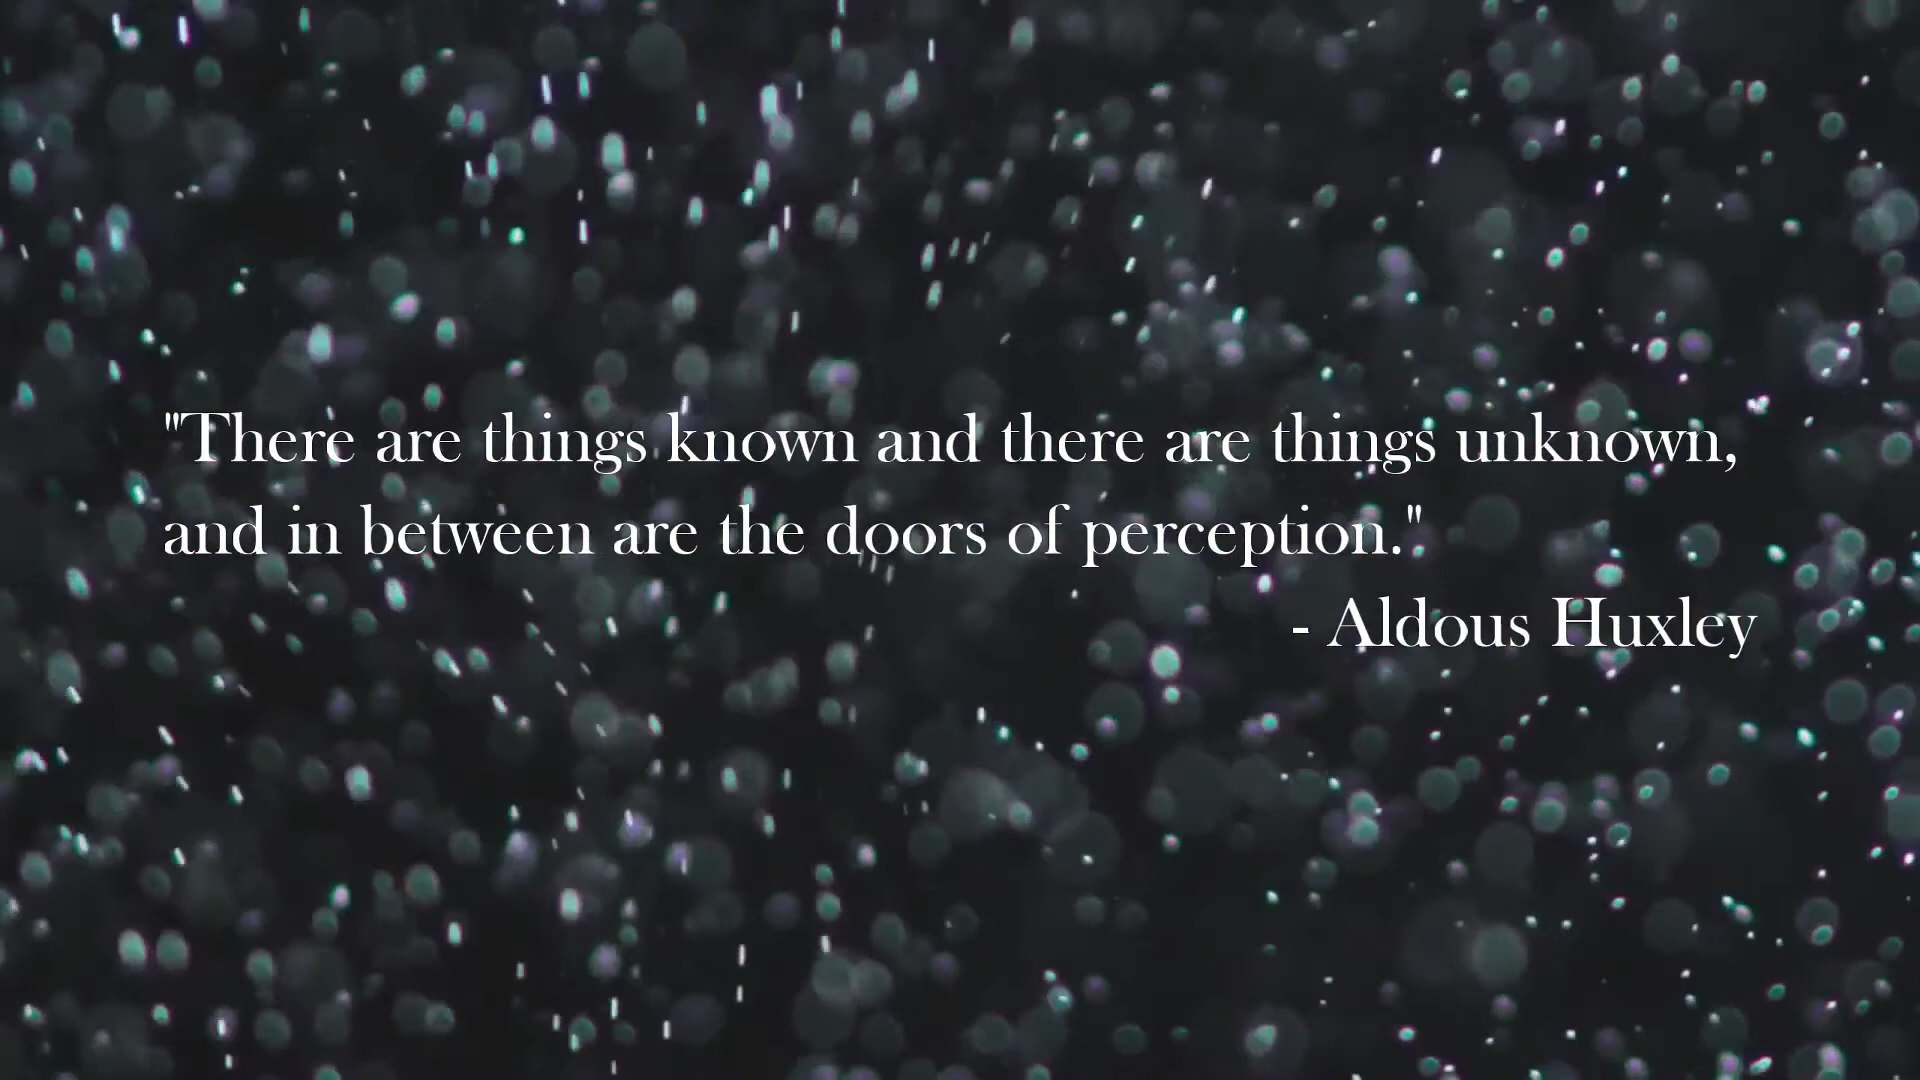 "There are things known and there are things unknown,
and in between are the doors of perception."
- Aldous Huxley